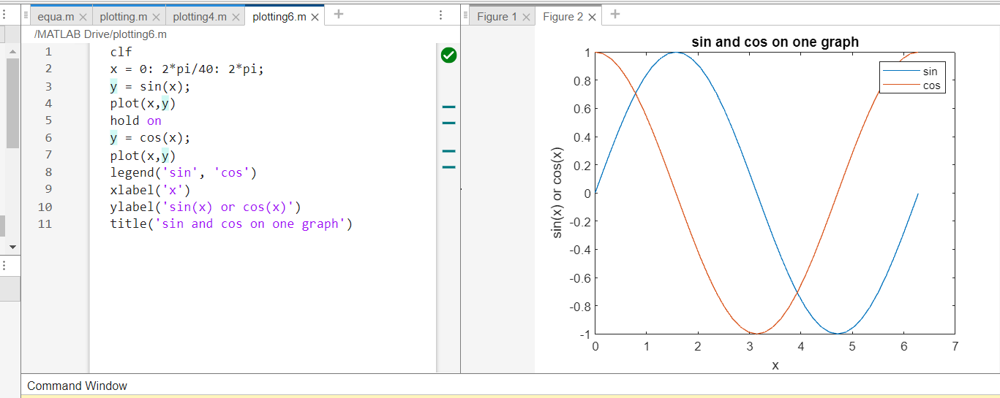 equa.m × plotting.m × plotting4.m × plotting6.m × +
/MATLAB Drive/plotting6.m
1 clf
2 x = 0: 2*pi/40: 2*pi;
3 y = sin(x);
4 plot(x,y)
5 hold on
6 y = cos(x);
7 plot(x,y)
8 legend('sin', 'cos')
9 xlabel('x')
10 ylabel('sin(x) or cos(x)')
11 title('sin and cos on one graph')
Figure 1 × Figure 2 × +
sin and cos on one graph
sin
cos
1
0.8
0.6
0.4
0.2
0
-0.2
-0.4
-0.6
-0.8
-1
sin(x) or cos(x)
0 1 2 3 4 5 6 7
x
Command Window